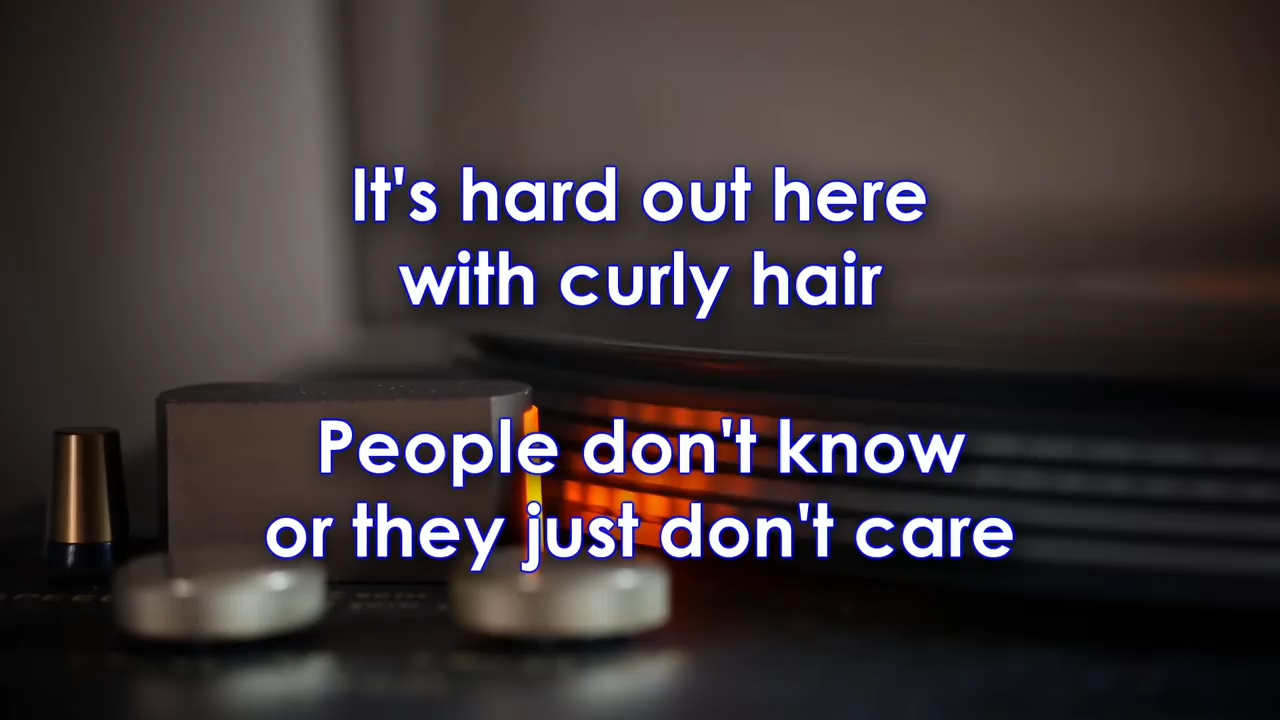 It's hard out here
with curly hair
People don't know
or they just don't care